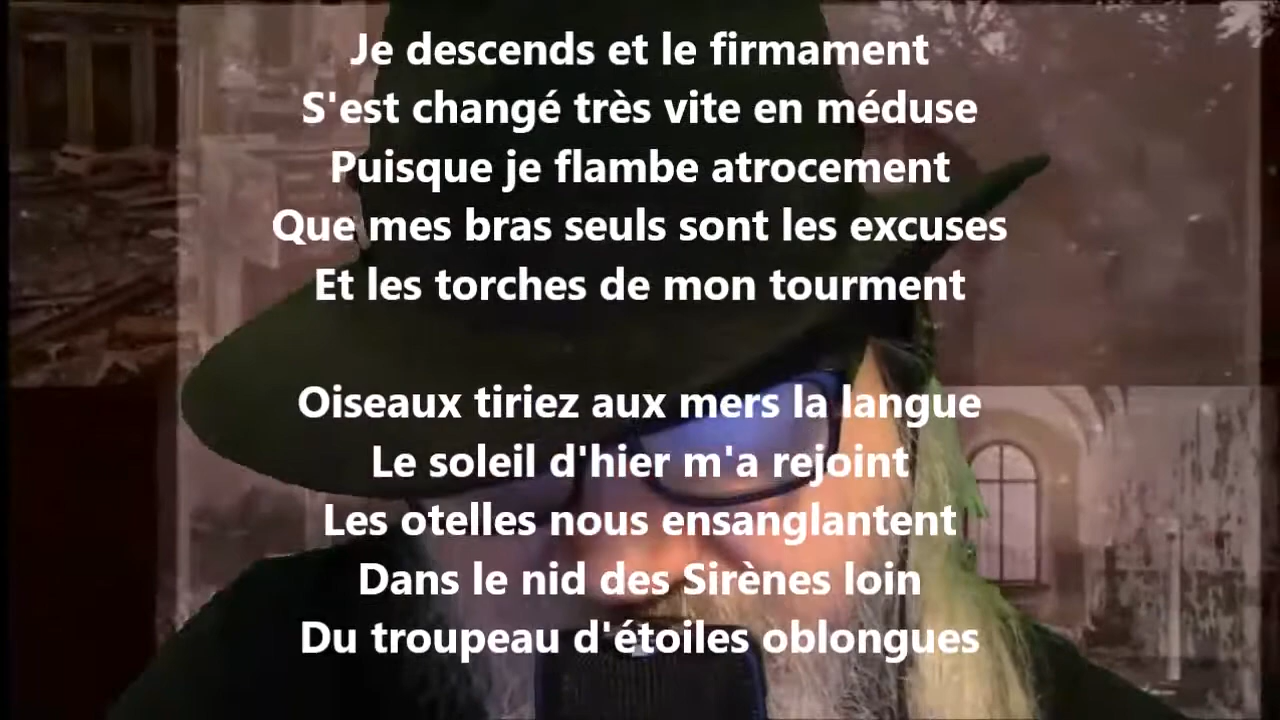 Je descends et le firmament
S'est changé très vite en méduse
Puisque je flambe atrocement
Que mes bras seuls sont les excuses
Et les torches de mon tourment
Oiseaux tiriez aux mers la langue
Le soleil d'hier m'a rejoint
Les otelles nous ensanglantent
Dans le nid des Sirènes loin
Du troupeau d'étoiles oblongues